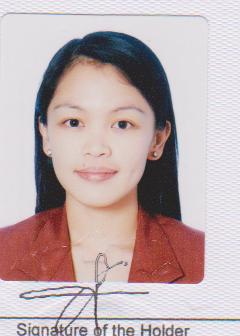 Signature of the Holder